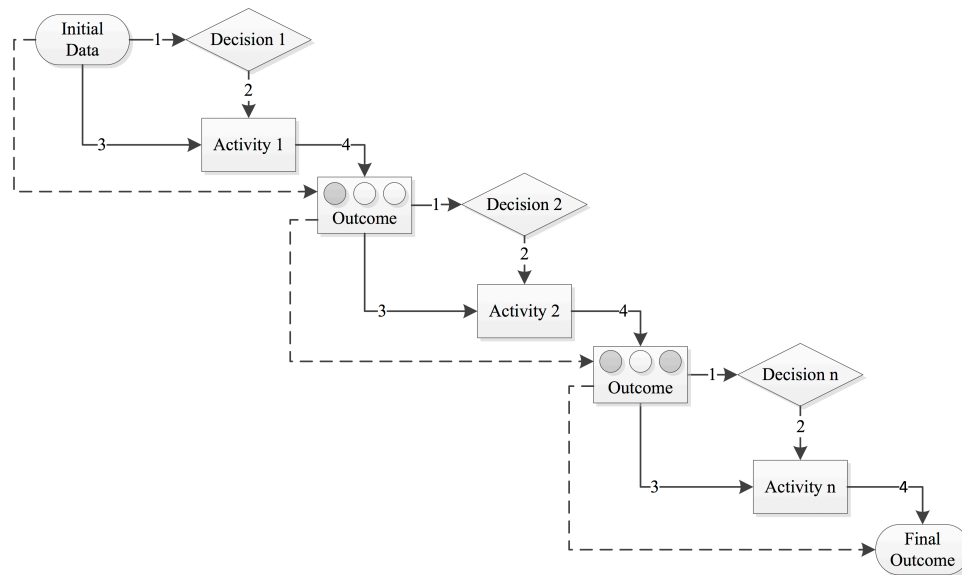 Initial
Data
1
Decision 1
2
3
Activity 1
4
Outcome
1
Decision 2
2
3
Activity 2
4
Outcome
1
Decision n
2
3
Activity n
4
Final
Outcome